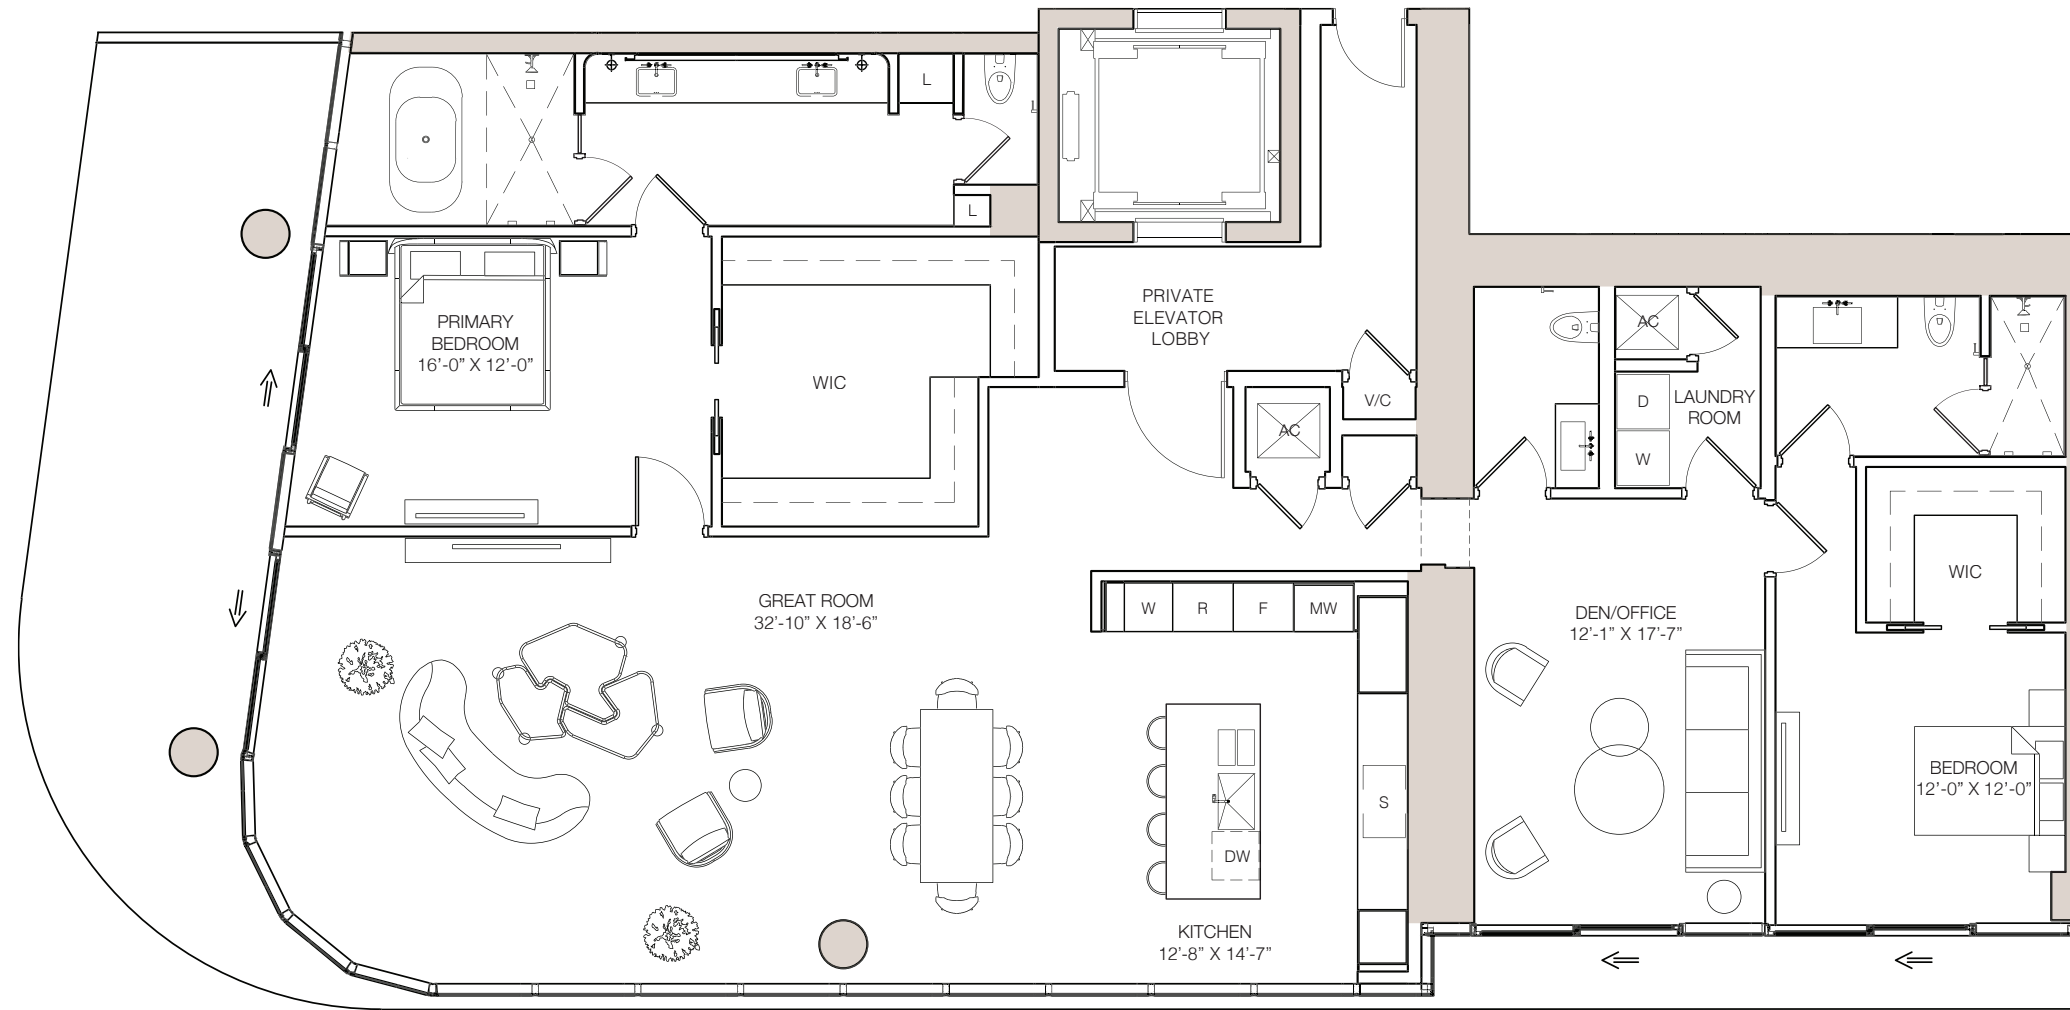 L
L
PRIMARY
BEDROOM
16'-0” X 12'-0”
WIC
PRIVATE
ELEVATOR
LOBBY
V/C
AC
AC
D
W
LAUNDRY
ROOM
WIC
GREAT ROOM
32'-10” X 18'-6”
W
R
F
MW
DEN/OFFICE
12'-1” X 17'-7”
BEDROOM
12'-0” X 12'-0”
S
DW
KITCHEN
12'-8” X 14'-7”